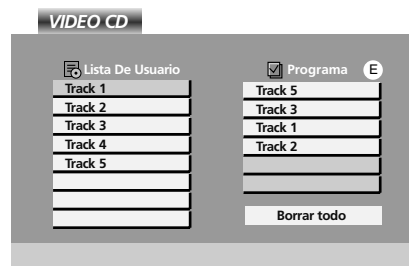 VIDEO CD
Lista De Usuario
Track 1
Track 2
Track 3
Track 4
Track 5
Programa E
Track 5
Track 3
Track 1
Track 2
Borrar todo